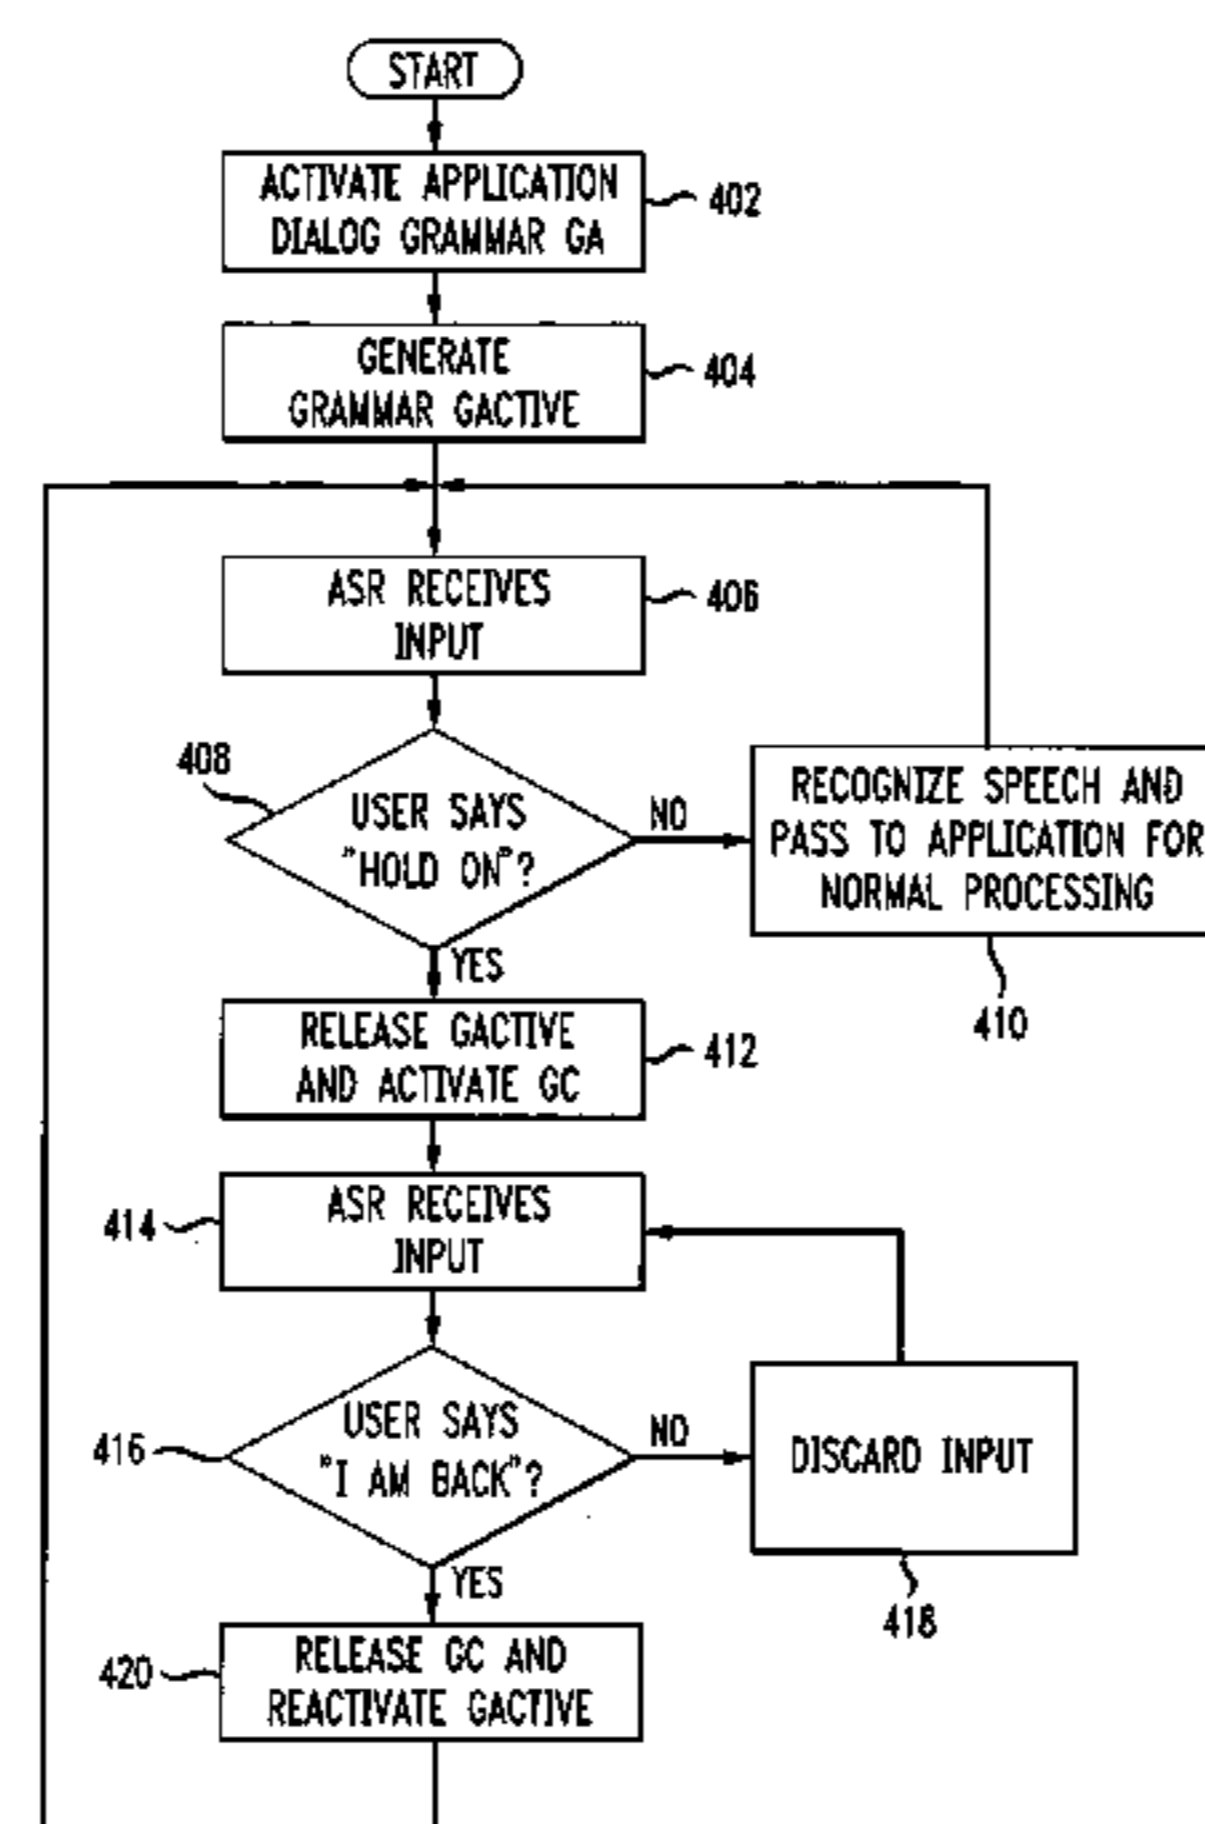 START
ACTIVATE APPLICATION
DIALOG GRAMMAR GA
402
GENERATE
GRAMMAR GACTIVE
404
ASR RECEIVES
INPUT
406
408
USER SAYS
"HOLD ON"?
NO
RECOGNIZE SPEECH AND
PASS TO APPLICATION FOR
NORMAL PROCESSING
410
YES
RELEASE GACTIVE
AND ACTIVATE GC
412
414
ASR RECEIVES
INPUT
416
USER SAYS
"I AM BACK"?
NO
DISCARD INPUT
418
YES
420
RELEASE GC AND
REACTIVATE GACTIVE